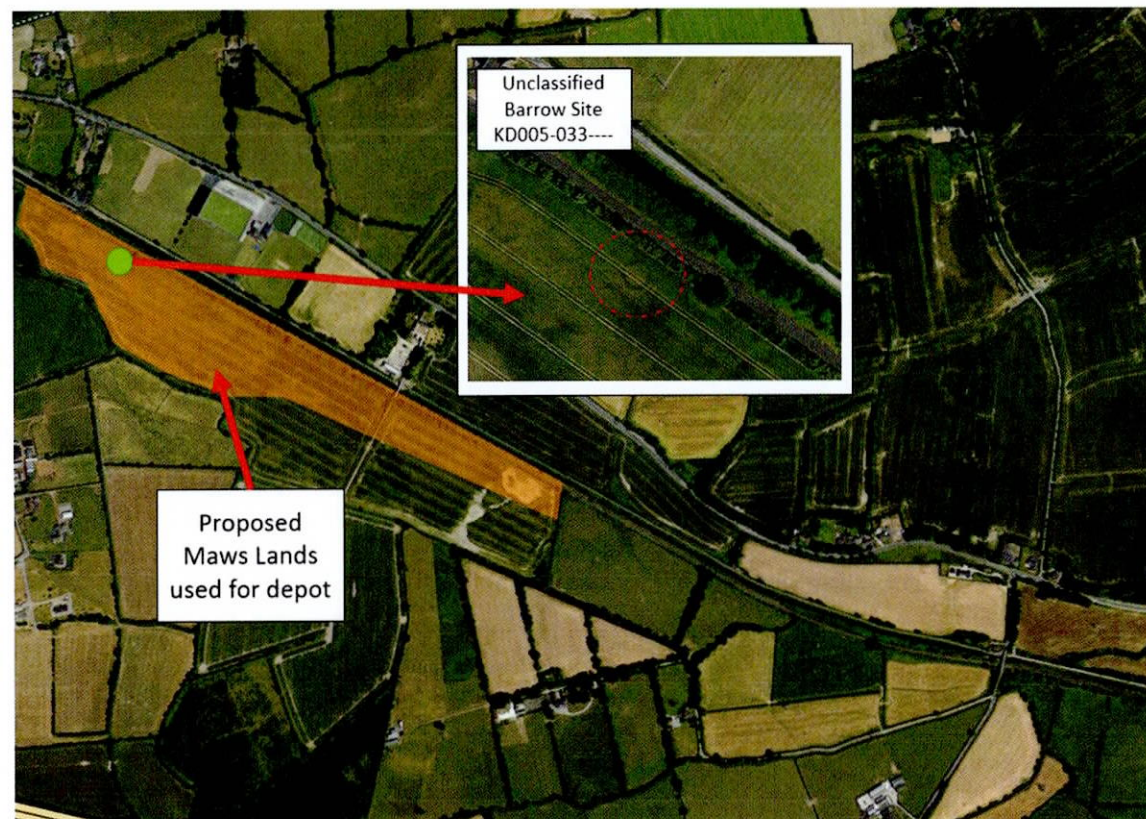 Unclassified
Barrow Site
KD005-033----
Proposed
Maws Lands
used for depot